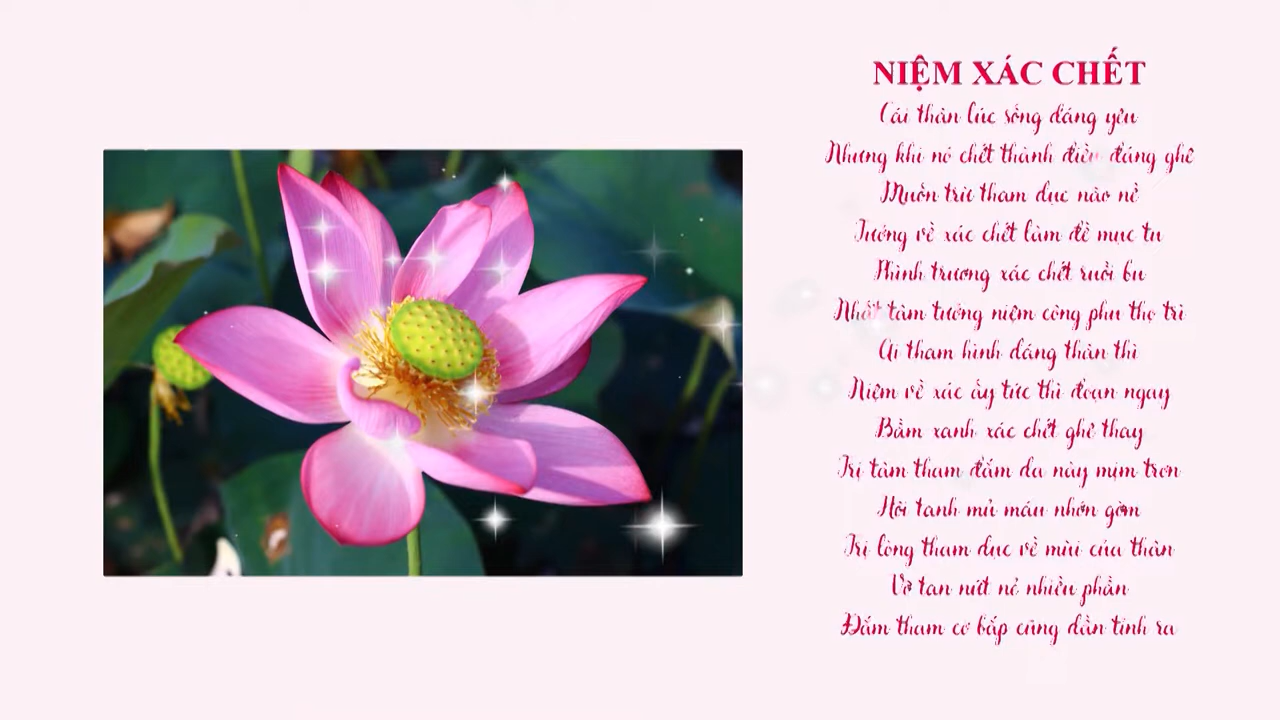 NIỆM XÁC CHẾT
Cái thân lúc sống đáng yêu
Nhưng khi nó chết thành điều đáng ghê
Muốn trừ tham dục não nề
Tưởng về xác chết làm đề mục tu
Phình trương xác chết ruồi bu
Nhất tâm tưởng niệm công phu thọ trì
Ai tham hình dáng thân thì
Niệm về xác ấy tức thì đoạn ngay
Bầm xanh xác chết ghê thay
Trị tâm tham đắm da này mịm trơn
Hôi tanh mủ máu nhờn gờm
Trị lòng tham dục về mùi của thân
Vỡ tan nứt nẻ nhiều phần
Đắm tham cơ bắp cũng dần tỉnh ra